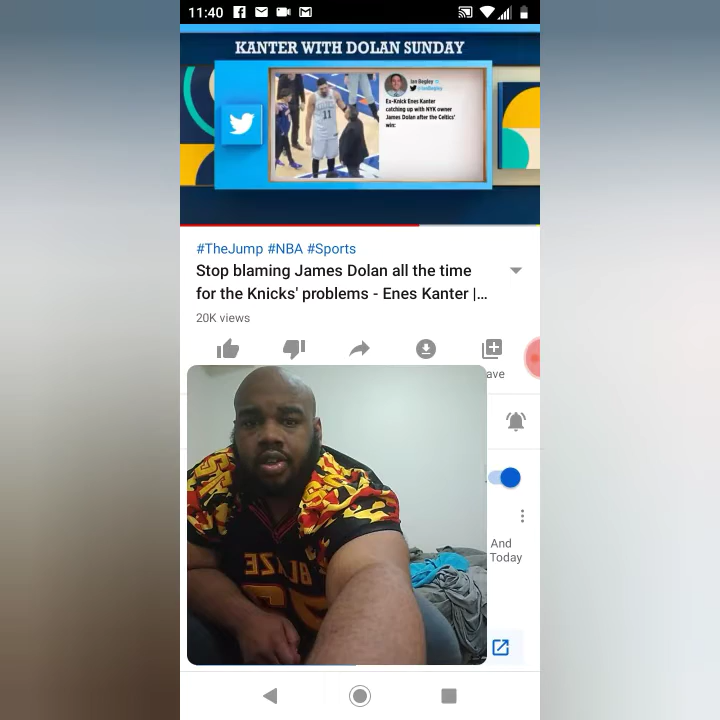 11:40
KANTER WITH DOLAN SUNDAY
Ian Begley
@IanBegley
Ex-Knick Enes Kanter
catching up with NYK owner
James Dolan after the Celtics'
win:
11
#TheJump #NBA #Sports
Stop blaming James Dolan all the time
for the Knicks' problems - Enes Kanter |...
20K views
ave
And
Today